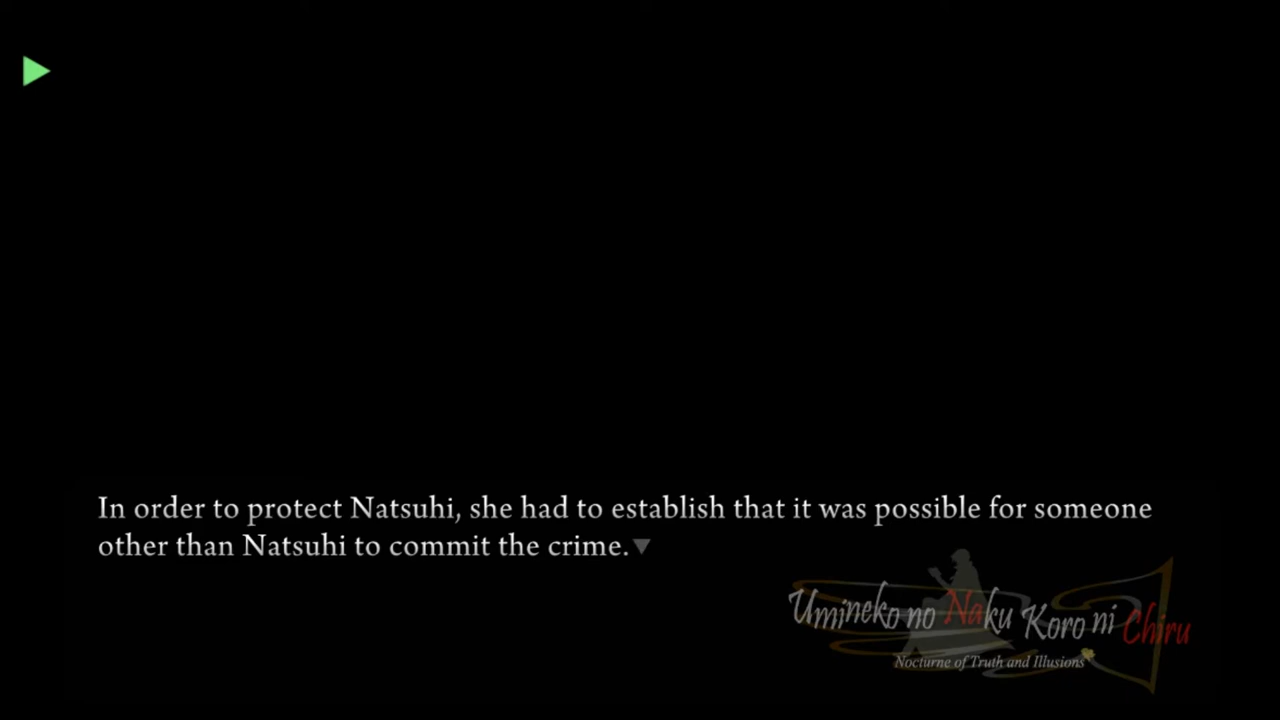 In order to protect Natsuhi, she had to establish that it was possible for someone
other than Natsuhi to commit the crime.
Umineko no Naku Koro ni Chiru
Nocturne of Truth and Illusions